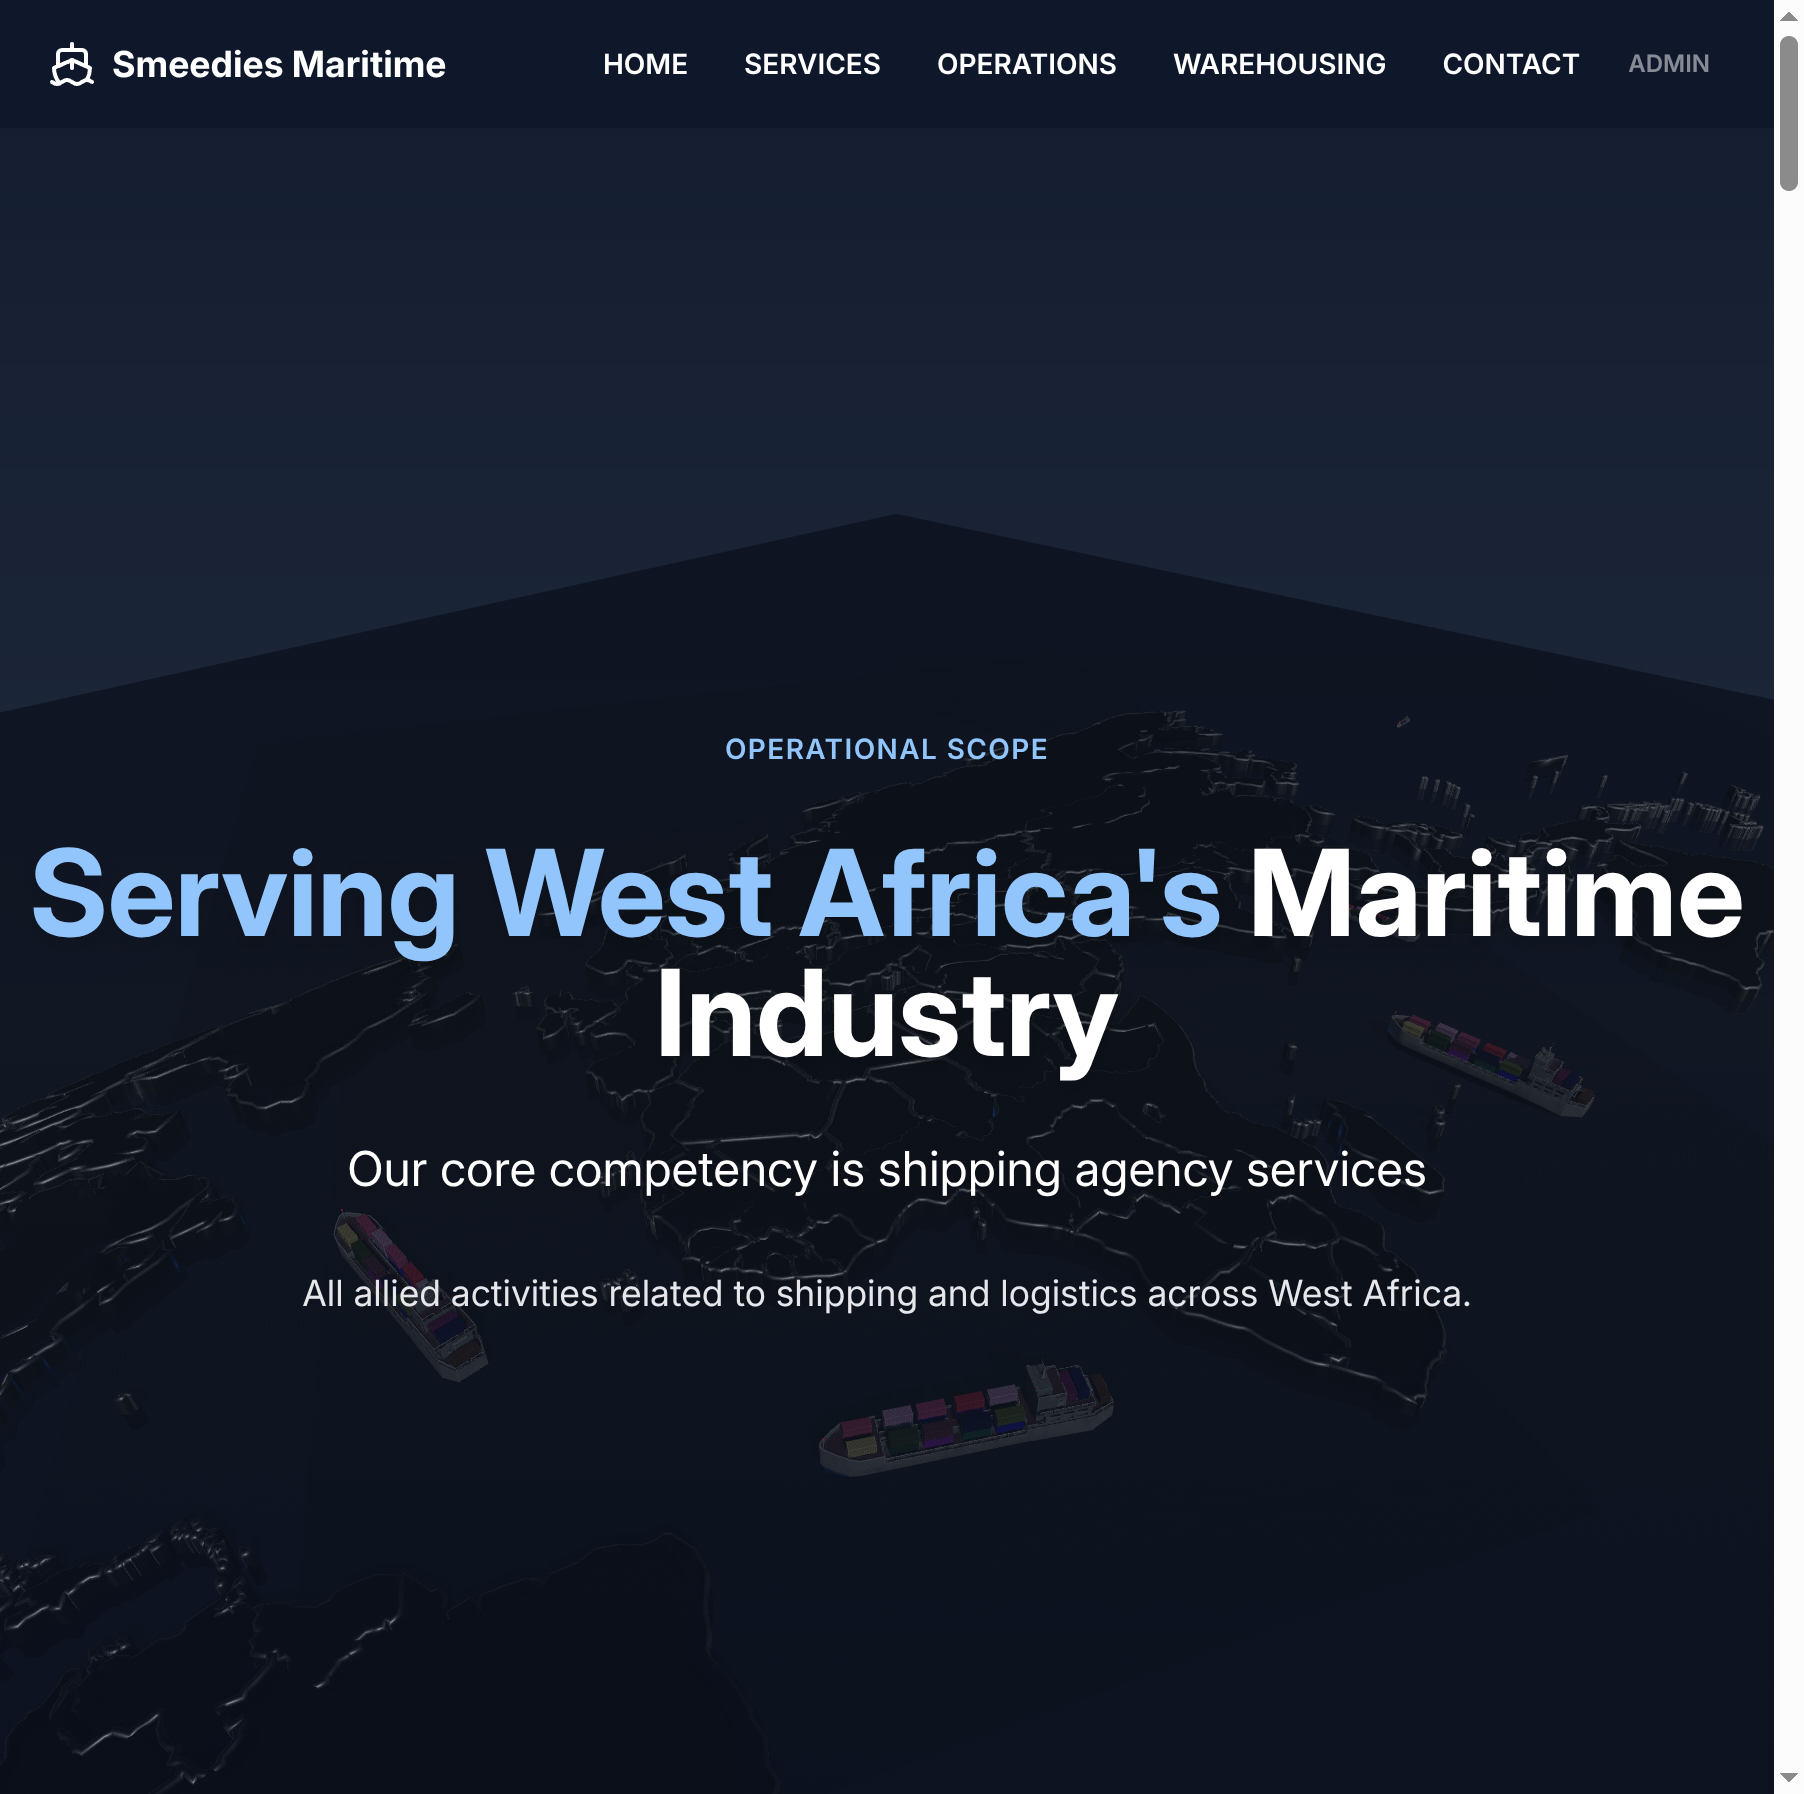 Smeedies Maritime
HOME SERVICES OPERATIONS WAREHOUSING CONTACT ADMIN
OPERATIONAL SCOPE
Serving West Africa's Maritime
Industry
Our core competency is shipping agency services
All allied activities related to shipping and logistics across West Africa.